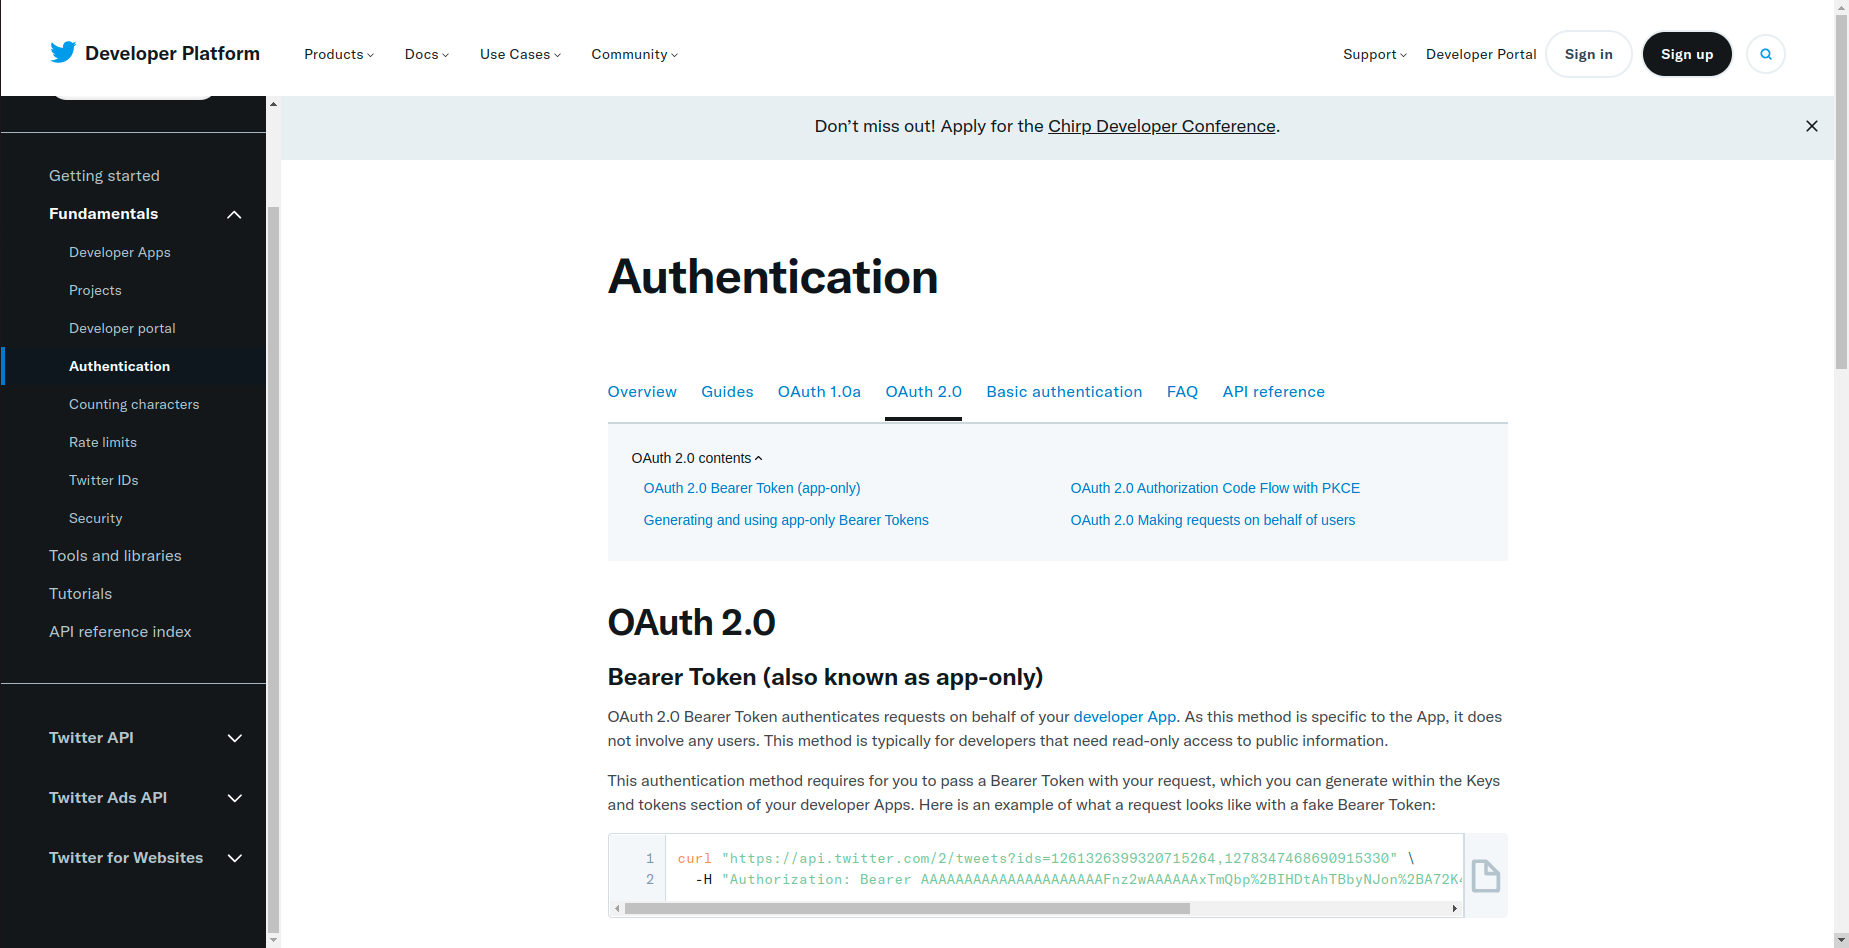 Developer Platform
Products
Docs
Use Cases
Community
Support
Developer Portal
Sign in
Sign up
Don’t miss out! Apply for the Chirp Developer Conference.
Getting started
Fundamentals
Developer Apps
Projects
Developer portal
Authentication
Counting characters
Rate limits
Twitter IDs
Security
Tools and libraries
Tutorials
API reference index
Twitter API
Twitter Ads API
Twitter for Websites
Authentication
Overview
Guides
OAuth 1.0a
OAuth 2.0
Basic authentication
FAQ
API reference
OAuth 2.0 contents
OAuth 2.0 Bearer Token (app-only)
OAuth 2.0 Authorization Code Flow with PKCE
Generating and using app-only Bearer Tokens
OAuth 2.0 Making requests on behalf of users
OAuth 2.0
Bearer Token (also known as app-only)
OAuth 2.0 Bearer Token authenticates requests on behalf of your developer App. As this method is specific to the App, it does
not involve any users. This method is typically for developers that need read-only access to public information.
This authentication method requires for you to pass a Bearer Token with your request, which you can generate within the Keys
and tokens section of your developer Apps. Here is an example of what a request looks like with a fake Bearer Token:
1 curl "https://api.twitter.com/2/tweets?ids=1261326399320715264,1278347468690915330" \
2 -H "Authorization: Bearer AAAAAAAAAAAAAAAAAAAAAFnz2wAAAAAAxTmQbp%2BIHDtAhTBbyNJon%2BA72K4